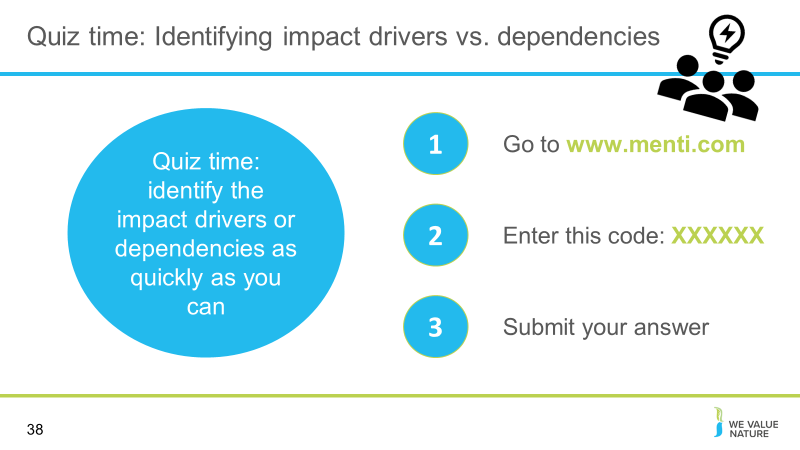 Quiz time: Identifying impact drivers vs. dependencies
Quiz time:
identify the
impact drivers or
dependencies as
quickly as you
can
1
Go to www.menti.com
2
Enter this code: XXXXXX
3
Submit your answer
38
WE VALUE
NATURE